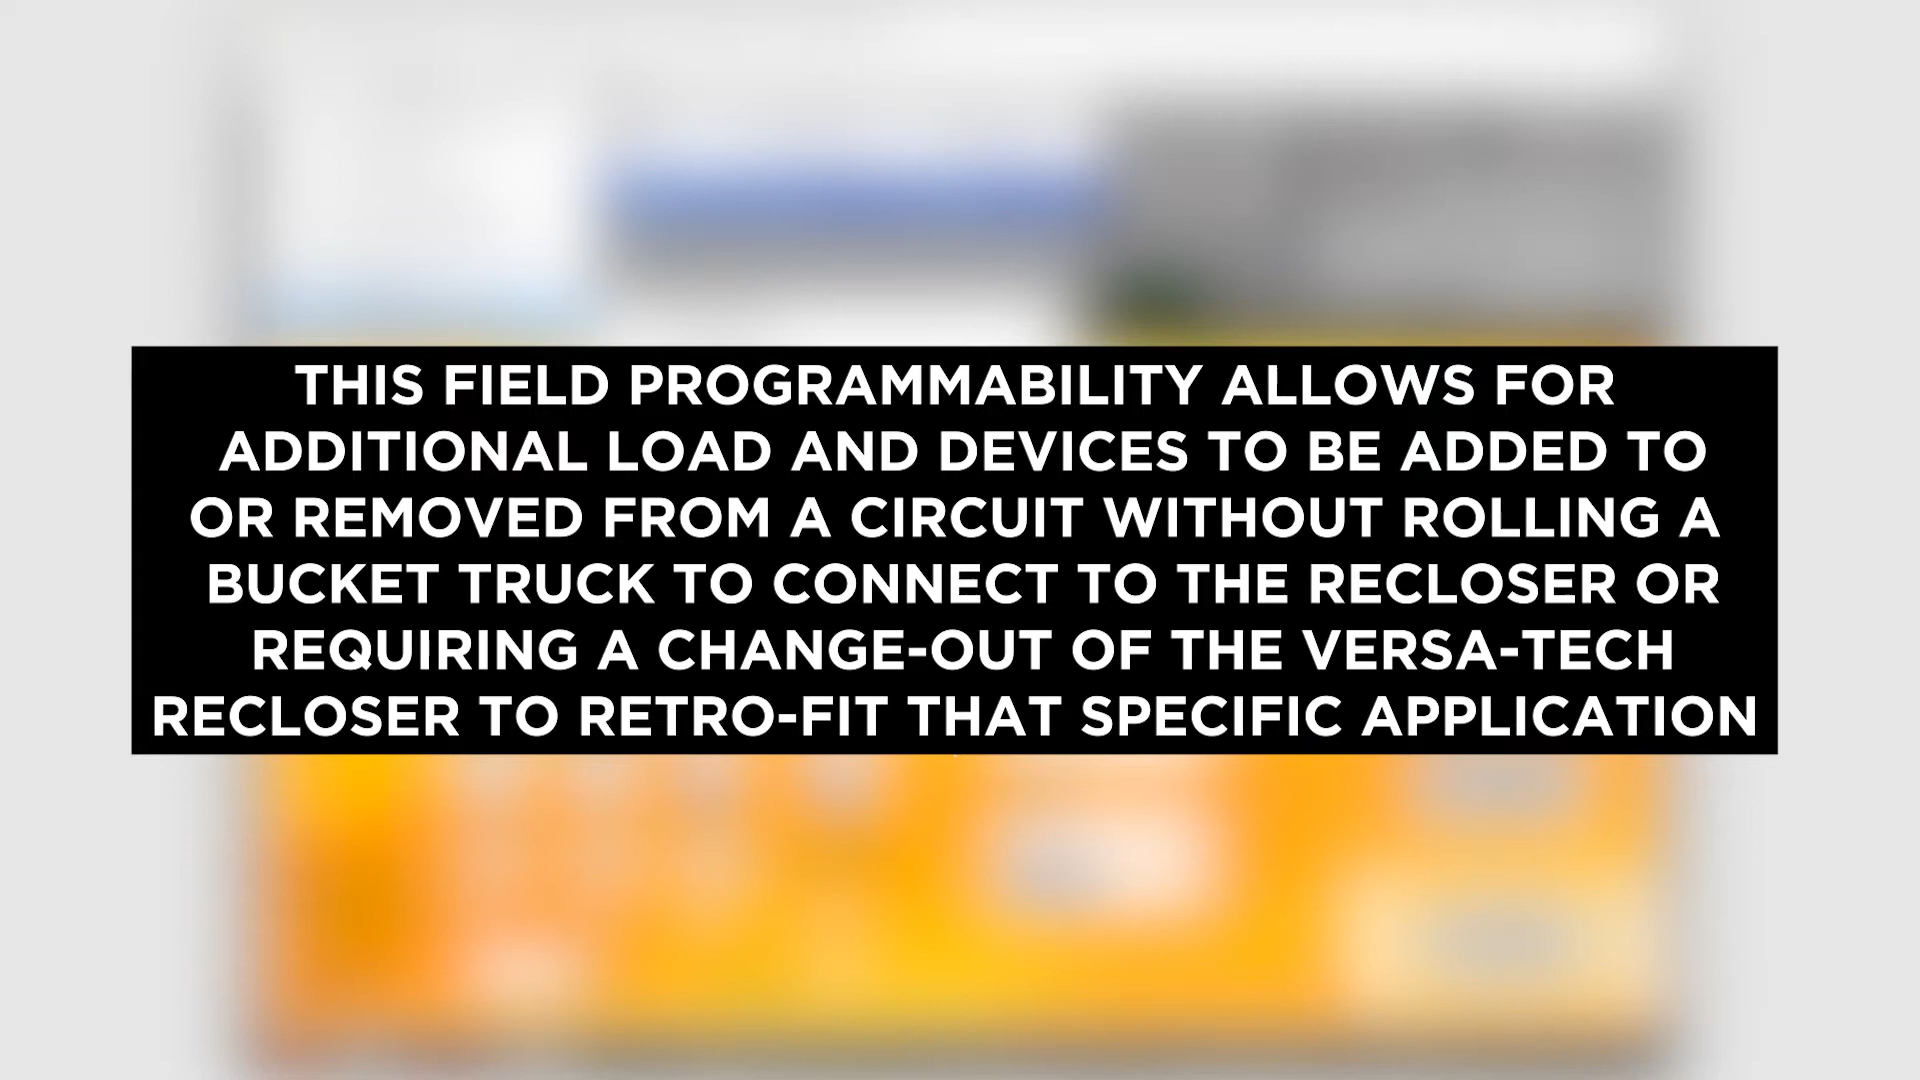 THIS FIELD PROGRAMMABILITY ALLOWS FOR
ADDITIONAL LOAD AND DEVICES TO BE ADDED TO
OR REMOVED FROM A CIRCUIT WITHOUT ROLLING A
BUCKET TRUCK TO CONNECT TO THE RECLOSER OR
REQUIRING A CHANGE-OUT OF THE VERSA-TECH
RECLOSER TO RETRO-FIT THAT SPECIFIC APPLICATION